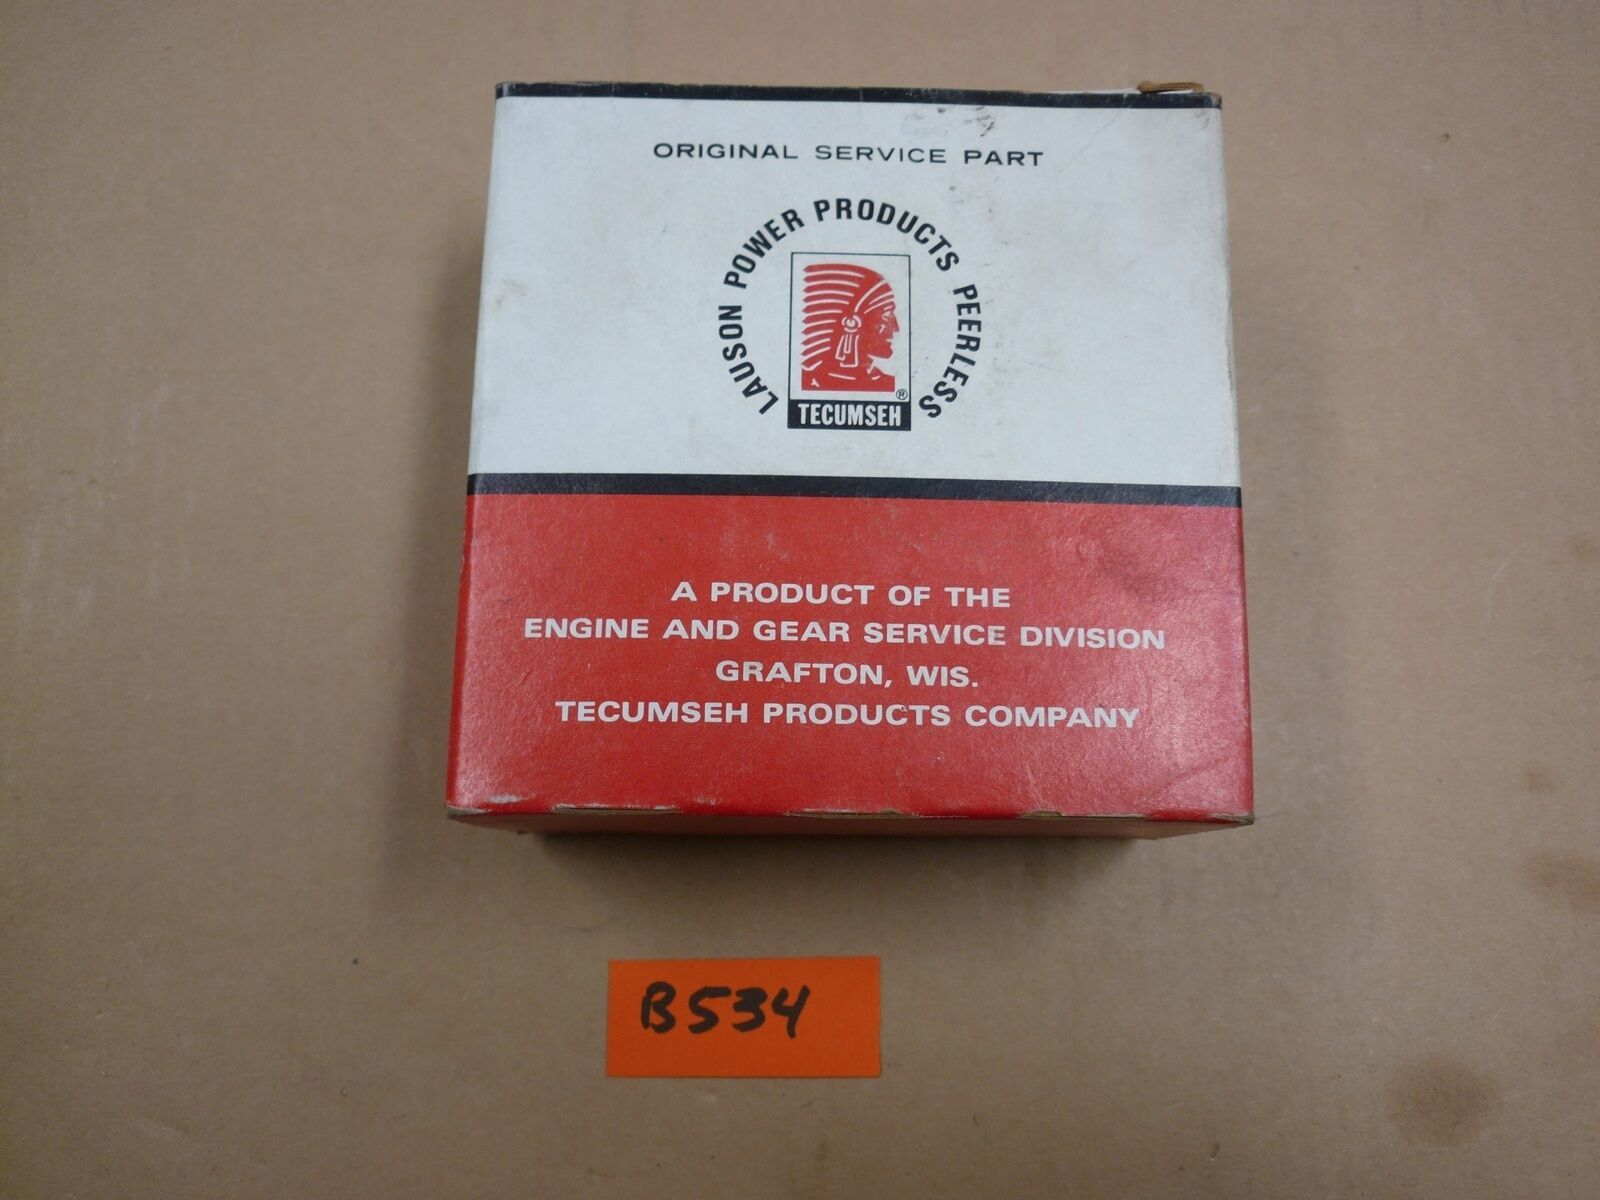 ORIGINAL SERVICE PART
LAUSON POWER PRODUCTS PEERLESS
®
TECUMSEH
A PRODUCT OF THE
ENGINE AND GEAR SERVICE DIVISION
GRAFTON, WIS.
TECUMSEH PRODUCTS COMPANY
B534